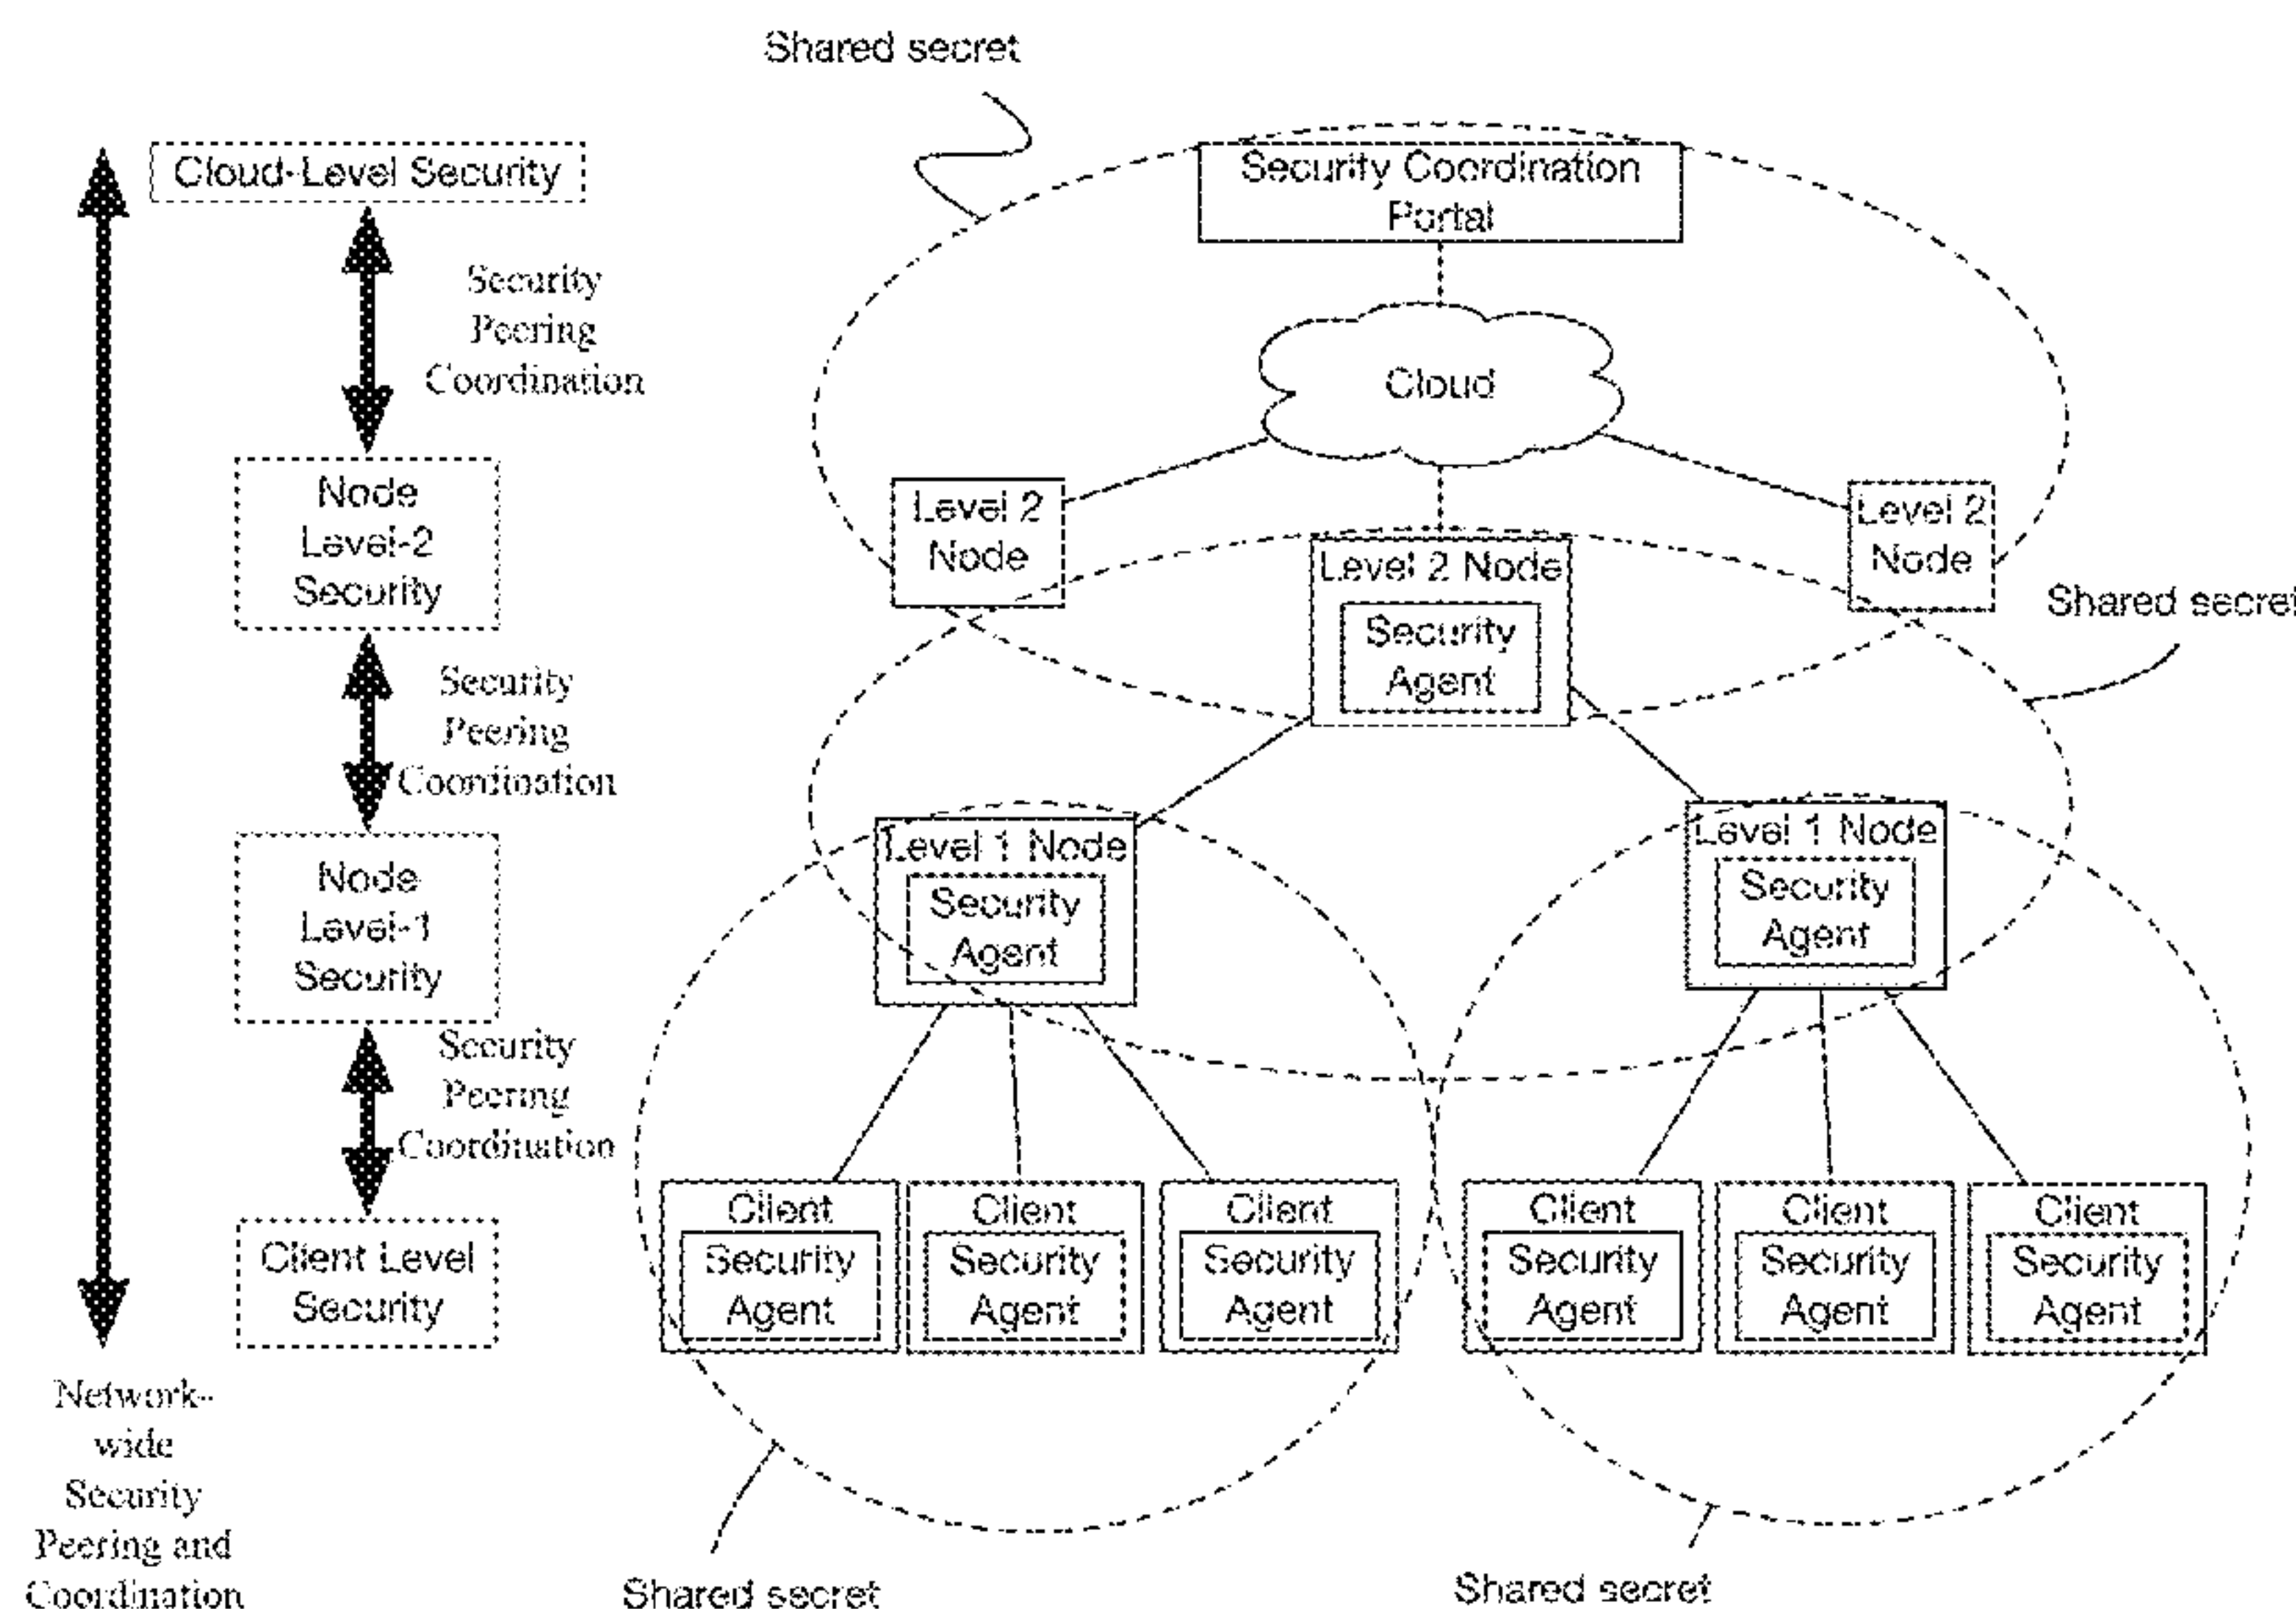 Shared secret
Cloud-Level Security
Security Coordination
Portal
Security
Peering
Coordination
Cloud
Node
Level-2
Security
Level 2
Node
Level 2 Node
Security
Agent
Level 2
Node
Shared secret
Security
Peering
Coordination
Node
Level-1
Security
Level 1 Node
Security
Agent
Level 1 Node
Security
Agent
Security
Peering
Coordination
Client Level
Security
Client
Security
Agent
Client
Security
Agent
Client
Security
Agent
Client
Security
Agent
Client
Security
Agent
Client
Security
Agent
Network-
wide
Security
Peering and
Coordination
Shared secret
Shared secret